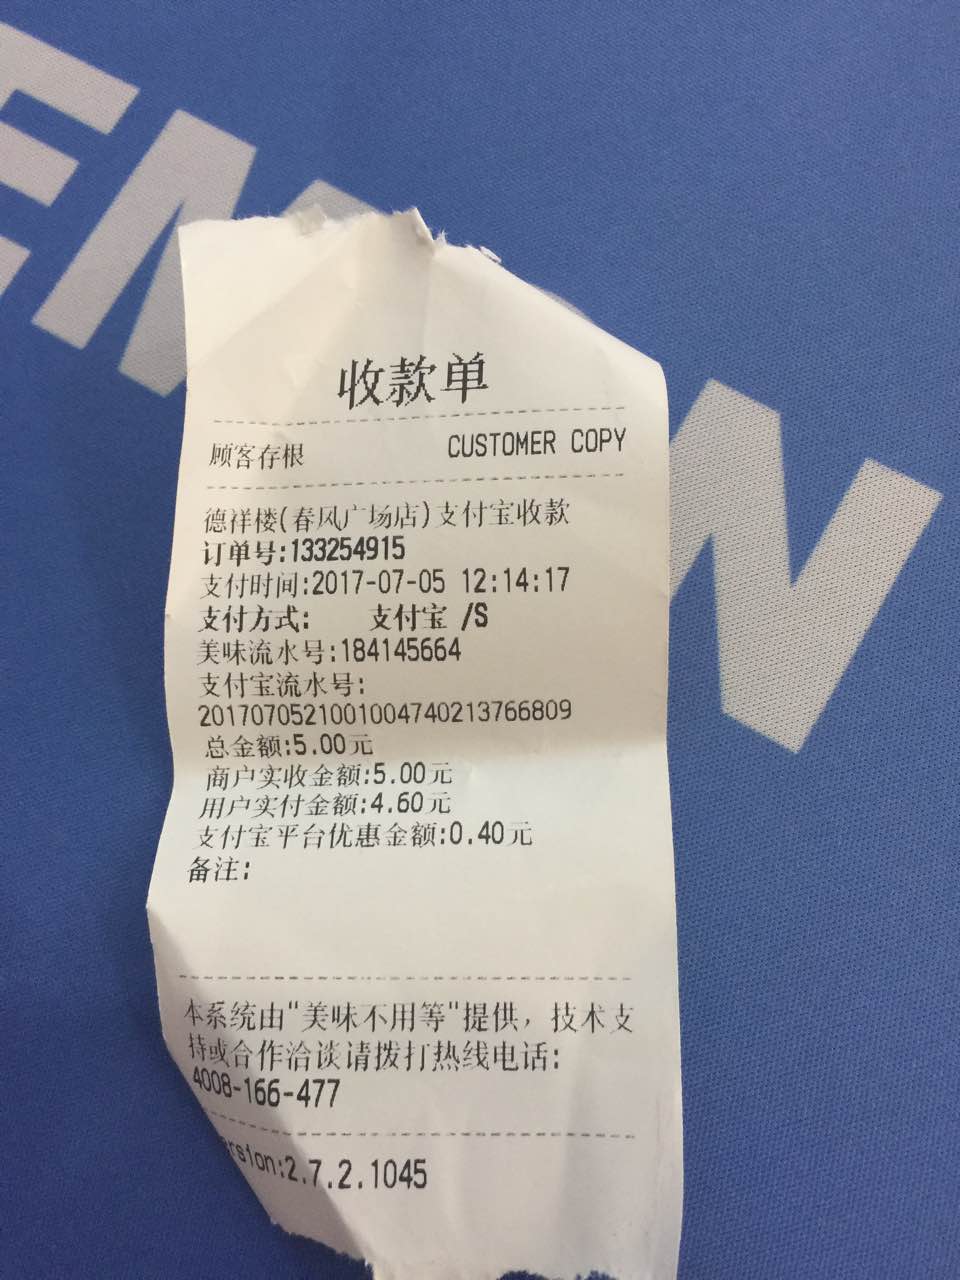 收款单
顾客存根 CUSTOMER COPY
德祥楼(春风广场店)支付宝收款
订单号:133254915
支付时间:2017-07-05 12:14:17
支付方式: 支付宝 /S
美味流水号:184145664
支付宝流水号:
2017070521001004740213766809
总金额:5.00元
商户实收金额:5.00元
用户实付金额:4.60元
支付宝平台优惠金额:0.40元
备注:
本系统由"美味不用等"提供，技术支
持或合作洽谈请拨打热线电话:
4008-166-477
ersion:2.7.2.1045